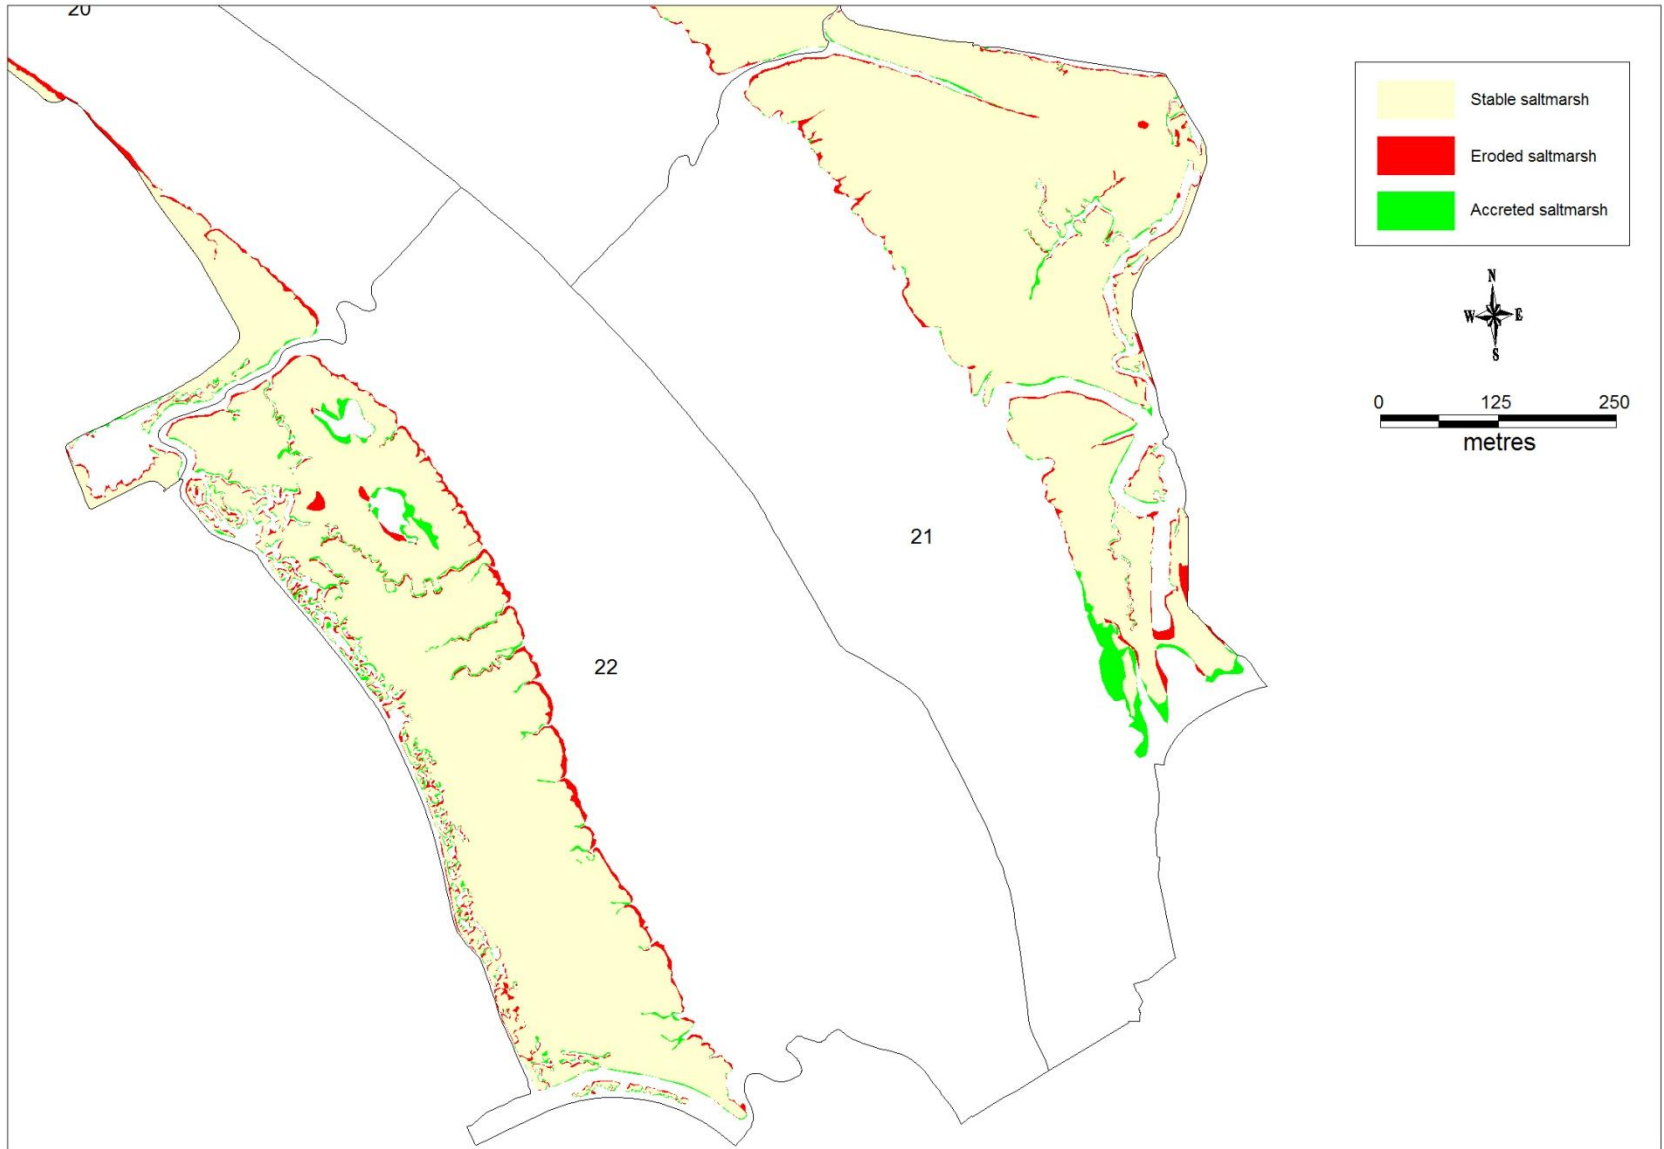 20
Stable saltmarsh
Eroded saltmarsh
Accreted saltmarsh
N
W E
S
0 125 250
metres
21
22